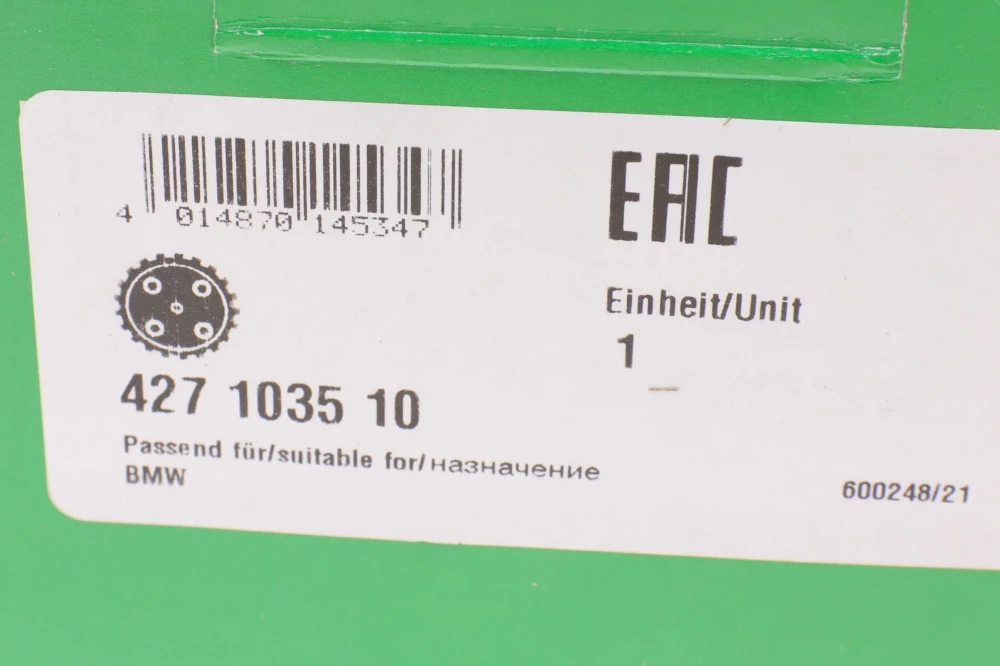 4 014870 145347
EAC
Einheit/Unit
1
427 1035 10
Passend für/suitable for/назначение
BMW
600248/21